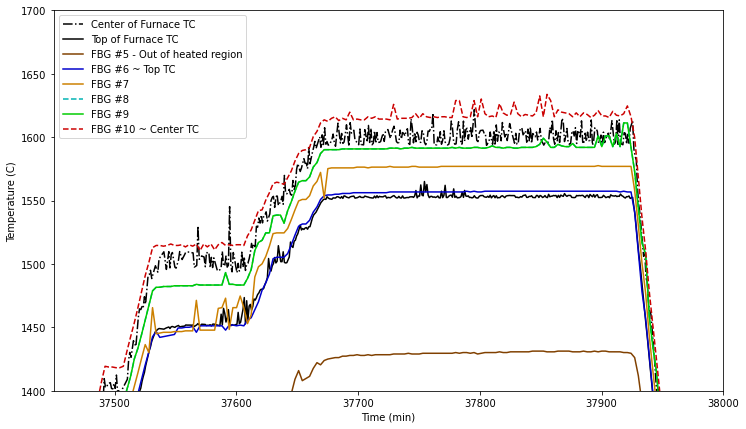 1700
1650
1600
1550
1500
1450
1400
Temperature (C)
Center of Furnace TC
Top of Furnace TC
FBG #5 - Out of heated region
FBG #6 ~ Top TC
FBG #7
FBG #8
FBG #9
FBG #10 ~ Center TC
37500 37600 37700 37800 37900 38000
Time (min)